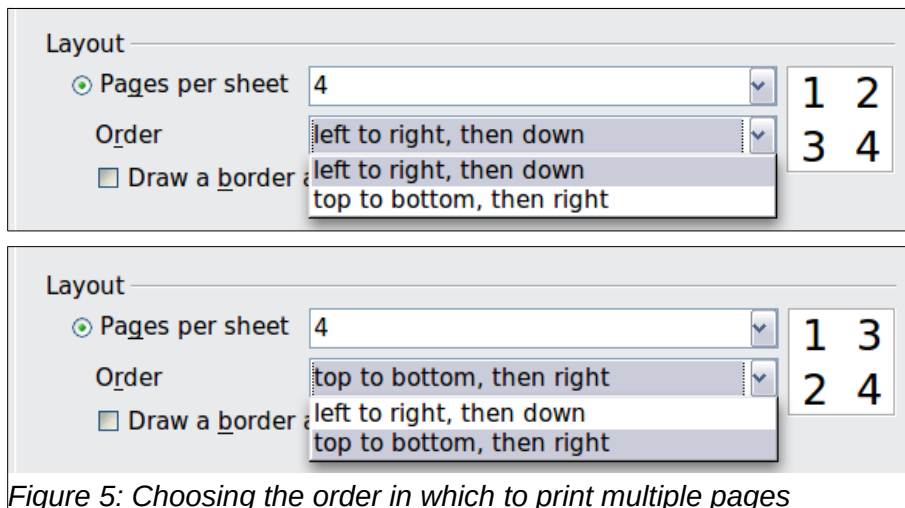 Layout
Pages per sheet 4
1 2
Order left to right, then down
3 4
left to right, then down
Draw a border
top to bottom, then right
Layout
Pages per sheet 4
1 3
Order top to bottom, then right
2 4
left to right, then down
Draw a border
top to bottom, then right
Figure 5: Choosing the order in which to print multiple pages